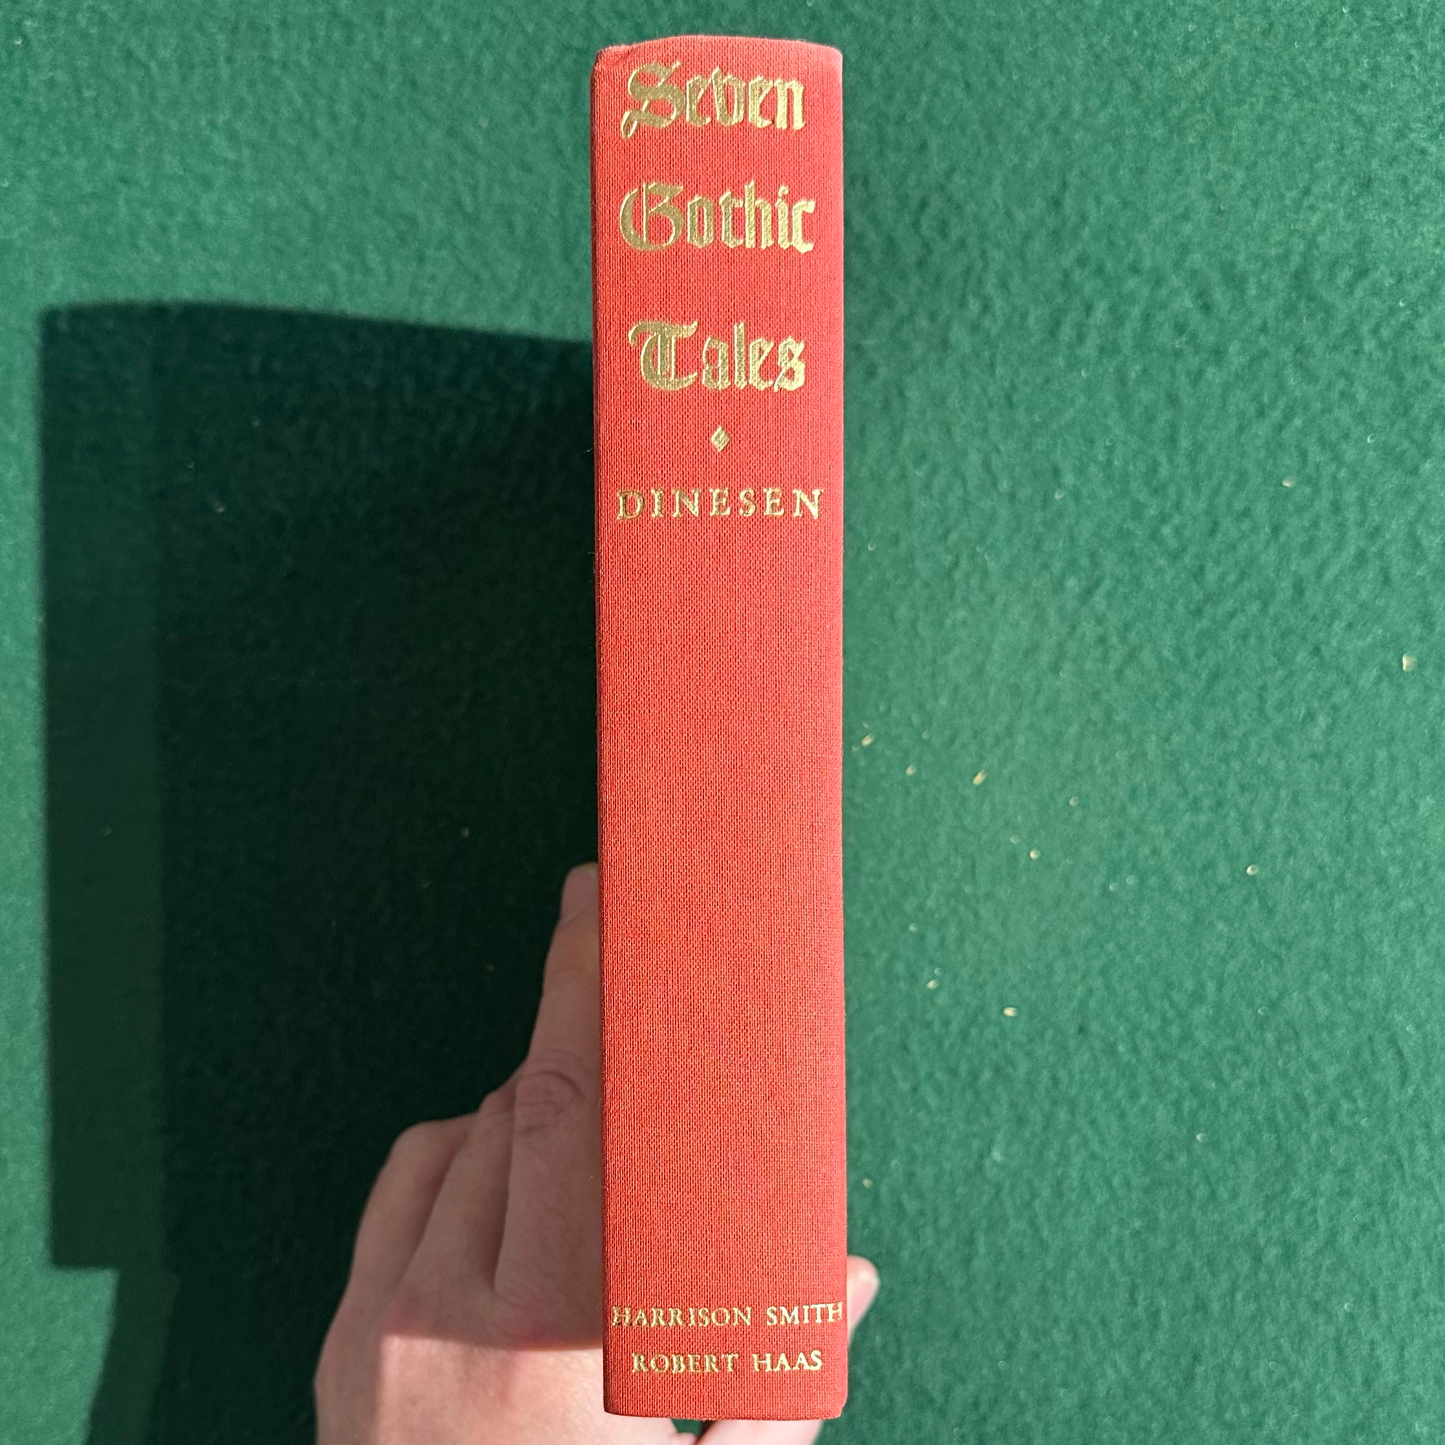 Seven
Gothic
Tales
DINESEN
HARRISON SMITH
ROBERT HAAS